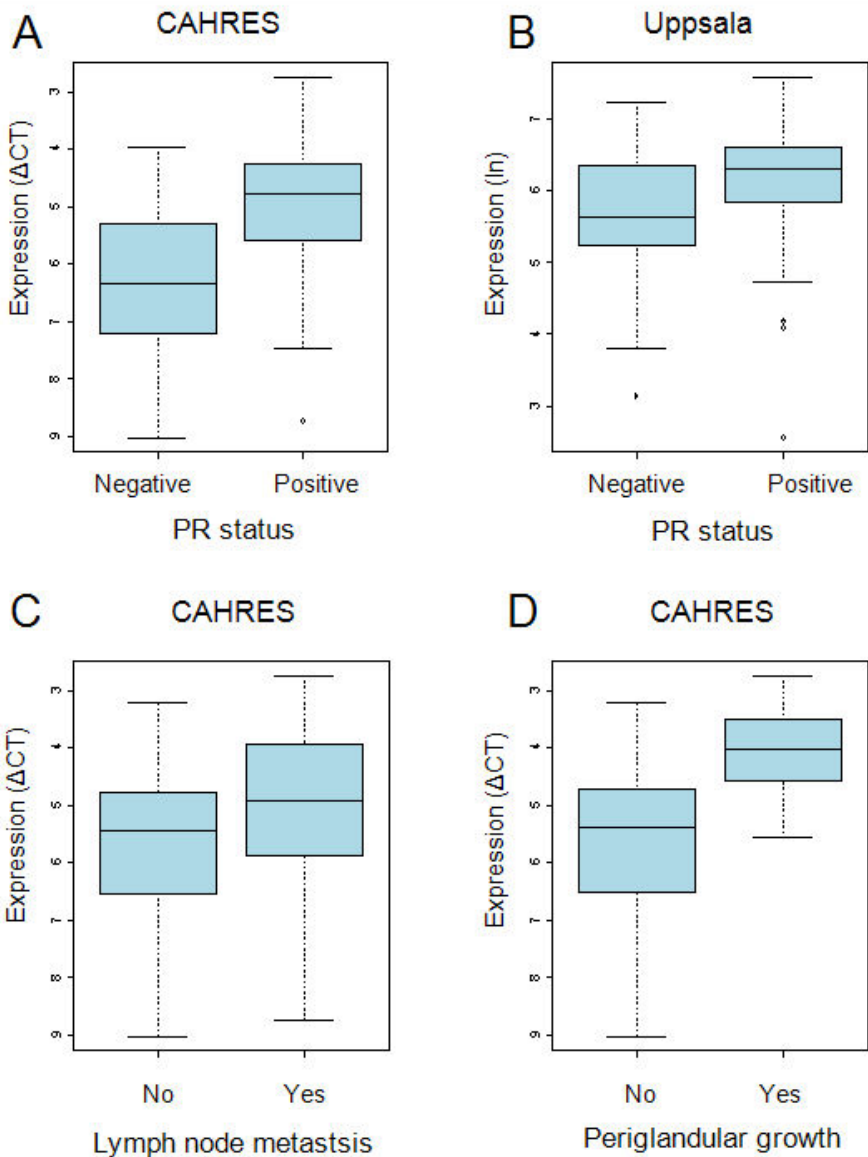 A
CAHRES
Expression (ΔCT)
3
4
5
6
7
8
9
Negative Positive
PR status
B
Uppsala
Expression (ln)
7
6
5
4
3
Negative Positive
PR status
C
CAHRES
Expression (ΔCT)
3
4
5
6
7
8
9
No Yes
Lymph node metastsis
D
CAHRES
Expression (ΔCT)
3
4
5
6
7
8
9
No Yes
Periglandular growth